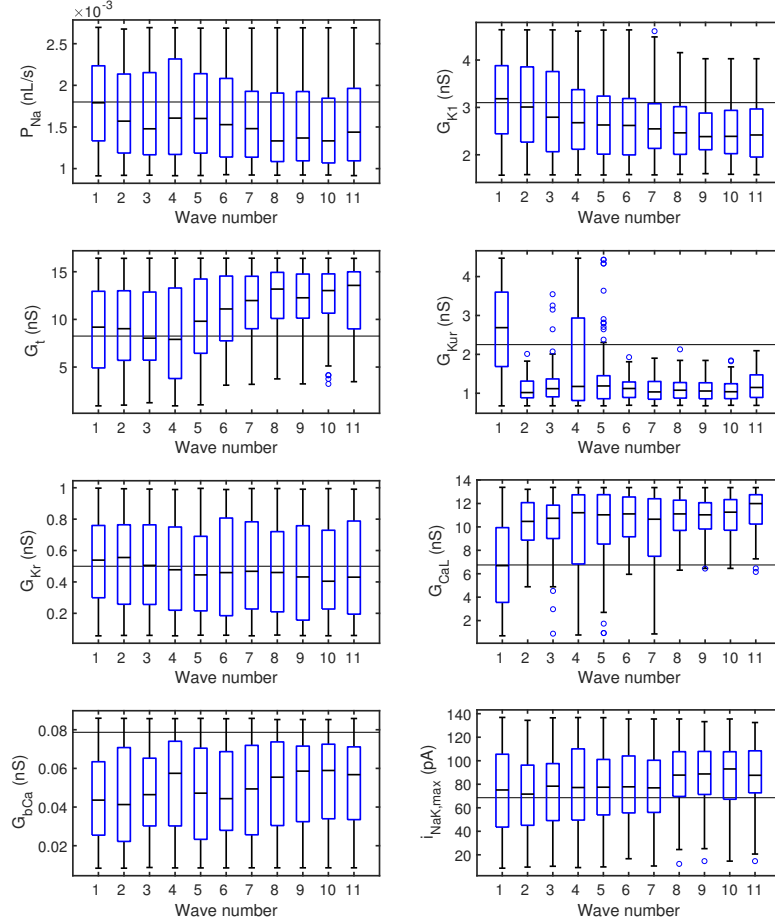 ×10⁻³
2.5
2
1.5
1
P_Na (nL/s)
1 2 3 4 5 6 7 8 9 10 11
Wave number
4
3
2
G_K1 (nS)
1 2 3 4 5 6 7 8 9 10 11
Wave number
15
10
5
G_t (nS)
1 2 3 4 5 6 7 8 9 10 11
Wave number
4
3
2
1
G_Kur (nS)
1 2 3 4 5 6 7 8 9 10 11
Wave number
1
0.8
0.6
0.4
0.2
G_Kr (nS)
1 2 3 4 5 6 7 8 9 10 11
Wave number
14
12
10
8
6
4
2
G_CaL (nS)
1 2 3 4 5 6 7 8 9 10 11
Wave number
0.08
0.06
0.04
0.02
G_bCa (nS)
1 2 3 4 5 6 7 8 9 10 11
Wave number
140
120
100
80
60
40
20
i_NaK,max (pA)
1 2 3 4 5 6 7 8 9 10 11
Wave number